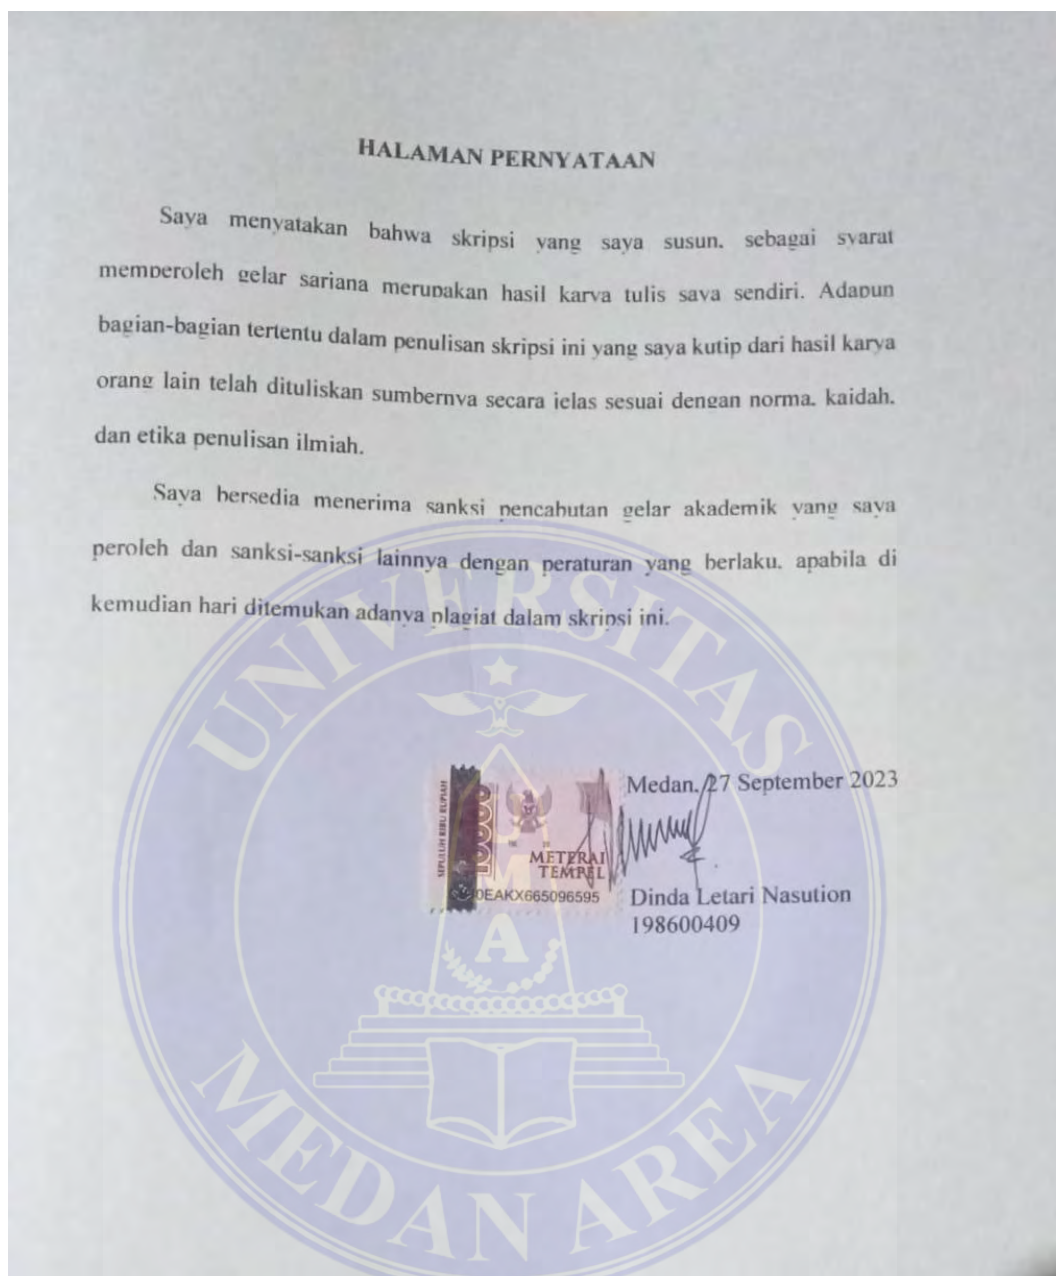 HALAMAN PERNYATAAN
Saya menyatakan bahwa skripsi yang saya susun, sebagai syarat
memperoleh gelar sarjana merupakan hasil karya tulis saya sendiri. Adapun
bagian-bagian tertentu dalam penulisan skripsi ini yang saya kutip dari hasil karya
orang lain telah dituliskan sumbernya secara jelas sesuai dengan norma, kaidah,
dan etika penulisan ilmiah.
Saya bersedia menerima sanksi pencabutan gelar akademik yang saya
peroleh dan sanksi-sanksi lainnya dengan peraturan yang berlaku, apabila di
kemudian hari ditemukan adanya plagiat dalam skripsi ini.
UNIVERSITAS
Medan, 27 September 2023
SEPULUH RIBU RUPIAH
10000
METERAI
TEMPEL
0EAKX665096595
Dinda Letari Nasution
198600409
A
MEDAN AREA